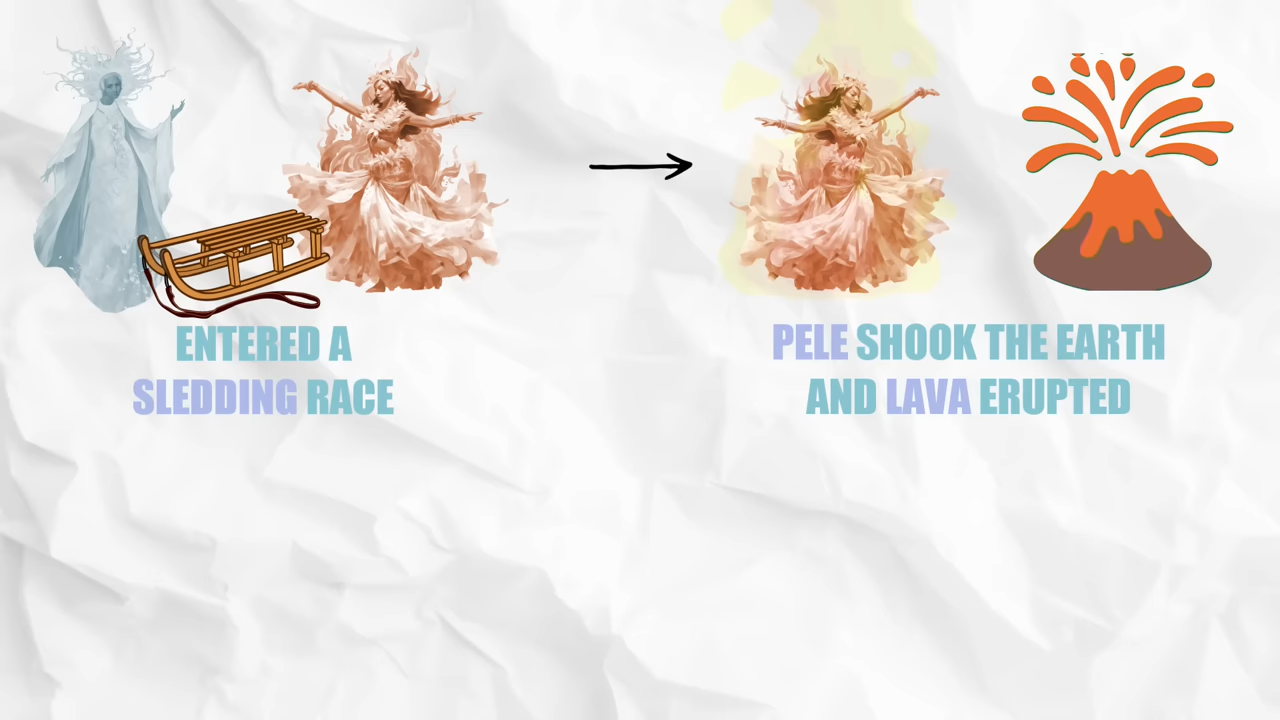 ENTERED A
SLEDDING RACE
PELE SHOOK THE EARTH
AND LAVA ERUPTED